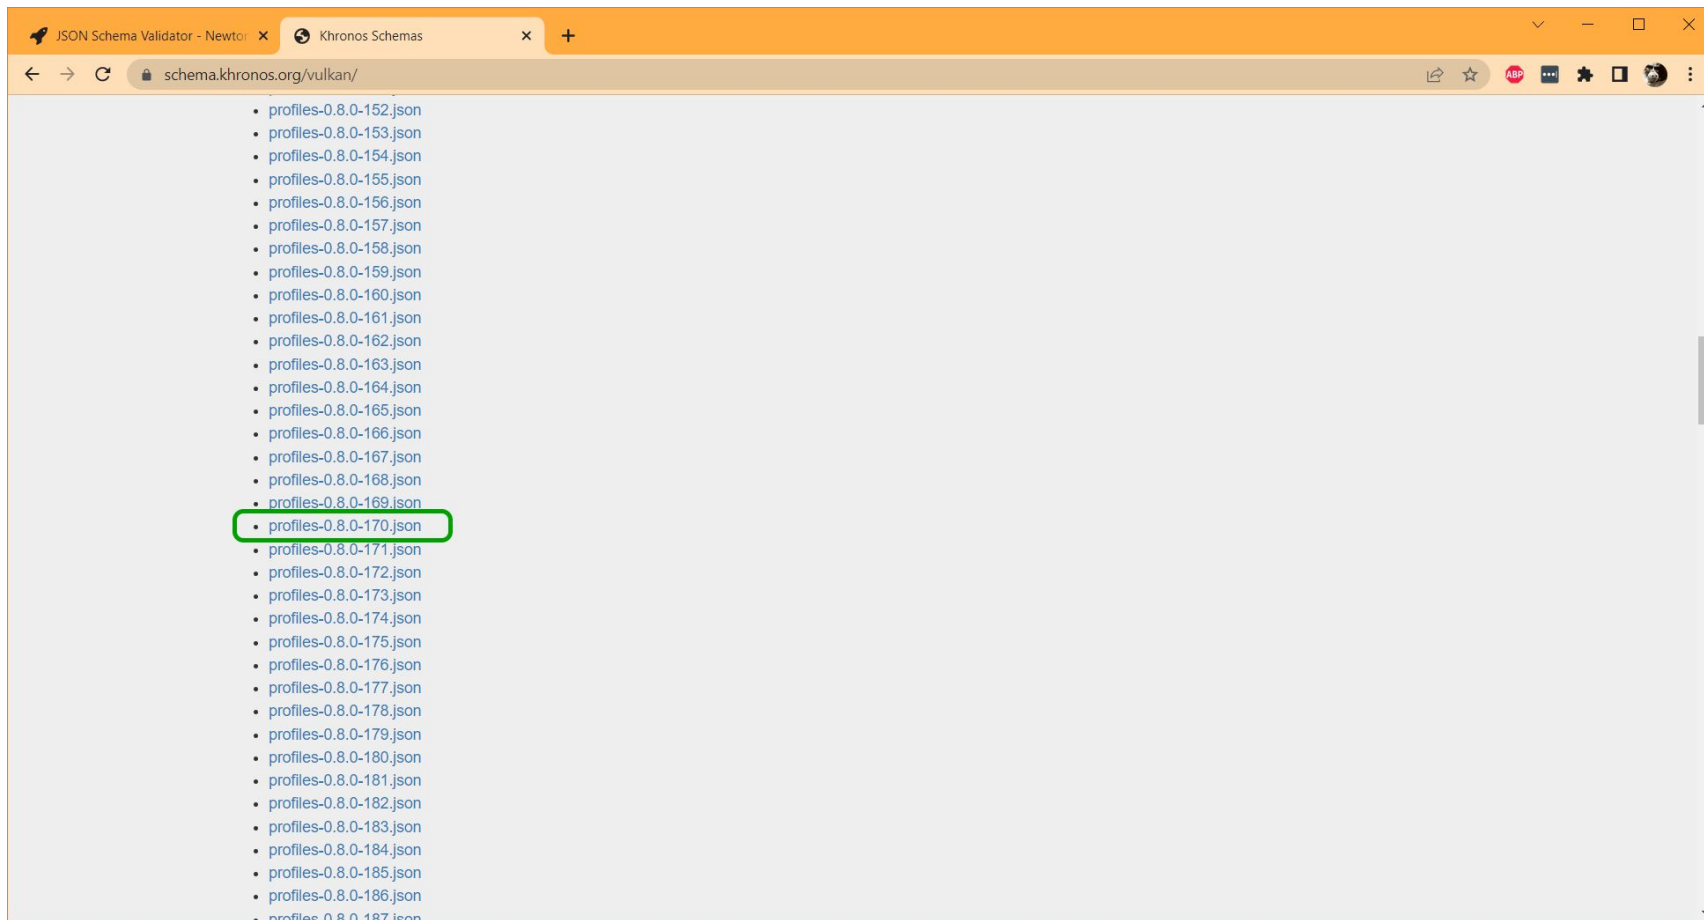 JSON Schema Validator - Newton
Khronos Schemas
schema.khronos.org/vulkan/
ABP
profiles-0.8.0-152.json
profiles-0.8.0-153.json
profiles-0.8.0-154.json
profiles-0.8.0-155.json
profiles-0.8.0-156.json
profiles-0.8.0-157.json
profiles-0.8.0-158.json
profiles-0.8.0-159.json
profiles-0.8.0-160.json
profiles-0.8.0-161.json
profiles-0.8.0-162.json
profiles-0.8.0-163.json
profiles-0.8.0-164.json
profiles-0.8.0-165.json
profiles-0.8.0-166.json
profiles-0.8.0-167.json
profiles-0.8.0-168.json
profiles-0.8.0-169.json
profiles-0.8.0-170.json
profiles-0.8.0-171.json
profiles-0.8.0-172.json
profiles-0.8.0-173.json
profiles-0.8.0-174.json
profiles-0.8.0-175.json
profiles-0.8.0-176.json
profiles-0.8.0-177.json
profiles-0.8.0-178.json
profiles-0.8.0-179.json
profiles-0.8.0-180.json
profiles-0.8.0-181.json
profiles-0.8.0-182.json
profiles-0.8.0-183.json
profiles-0.8.0-184.json
profiles-0.8.0-185.json
profiles-0.8.0-186.json
profiles-0.8.0-187.json